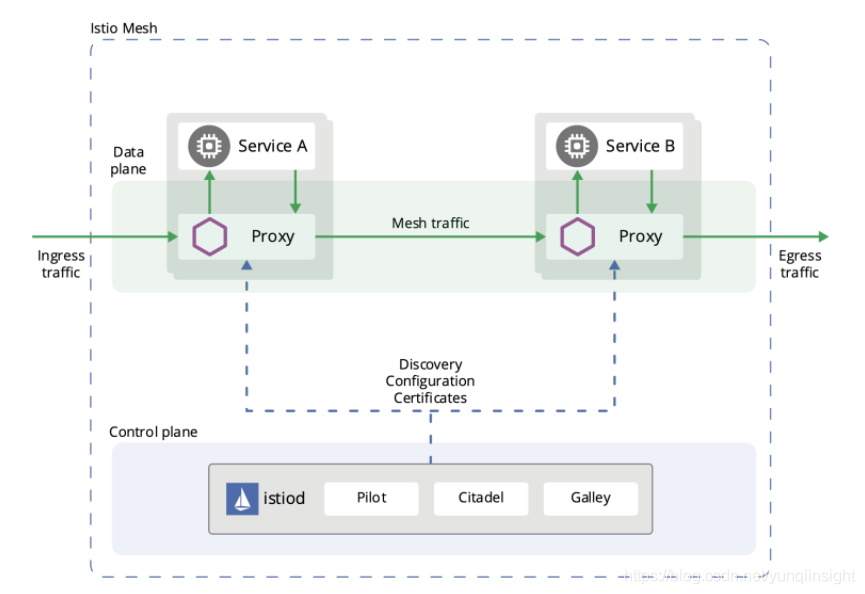 Istio Mesh
Data
plane
Service A
Service B
Proxy
Mesh traffic
Proxy
Ingress
traffic
Egress
traffic
Discovery
Configuration
Certificates
Control plane
istiod
Pilot
Citadel
Galley
https://blog.csdn.net/yunqiinsight